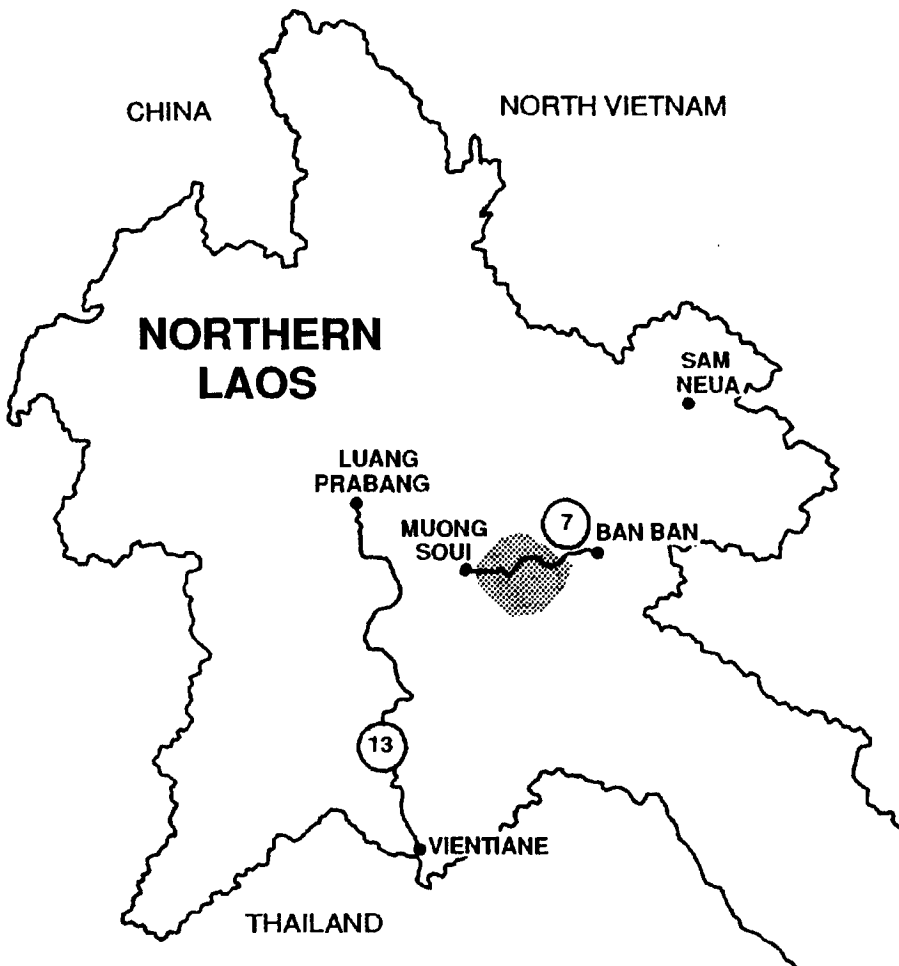 CHINA
NORTH VIETNAM
NORTHERN
LAOS
SAM
NEUA
LUANG
PRABANG
MUONG
SOUI
7
BAN BAN
13
VIENTIANE
THAILAND